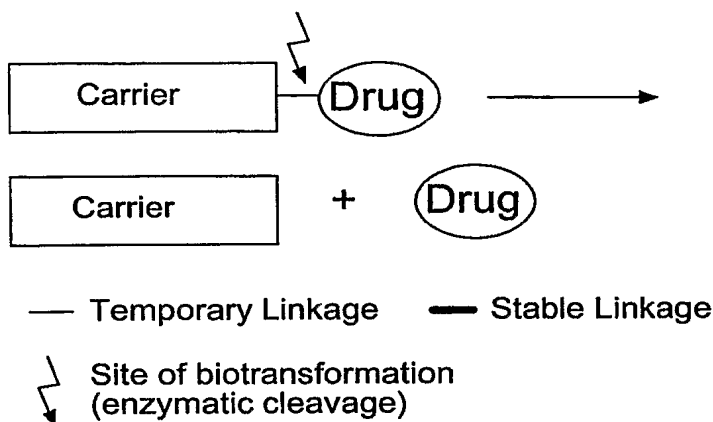 Carrier Drug
Carrier + Drug
Temporary Linkage Stable Linkage
Site of biotransformation
(enzymatic cleavage)